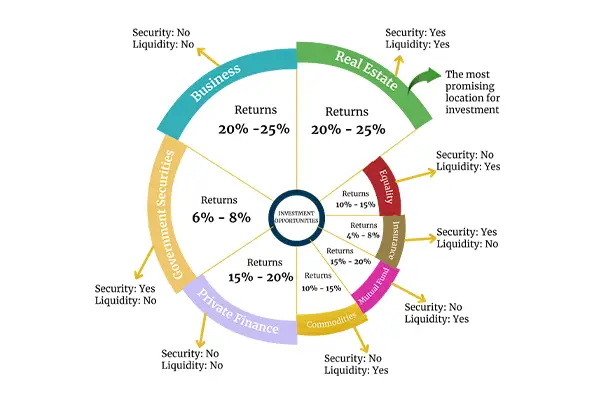 Security: No
Liquidity: No
Security: Yes
Liquidity: Yes
Business
Real Estate
The most
promising
location for
investment
Returns
20% -25%
Returns
20% - 25%
Security: No
Liquidity: Yes
Equality
Returns
10% - 15%
Government Securities
Returns
6% - 8%
INVESTMENT
OPPORTUNITIES
Returns
4% - 8%
Insurance
Security: Yes
Liquidity: No
Returns
15% - 20%
Returns
15% - 20%
Mutual Fund
Returns
10% - 15%
Security: Yes
Liquidity: No
Private Finance
Commodities
Security: No
Liquidity: Yes
Security: No
Liquidity: No
Security: No
Liquidity: Yes